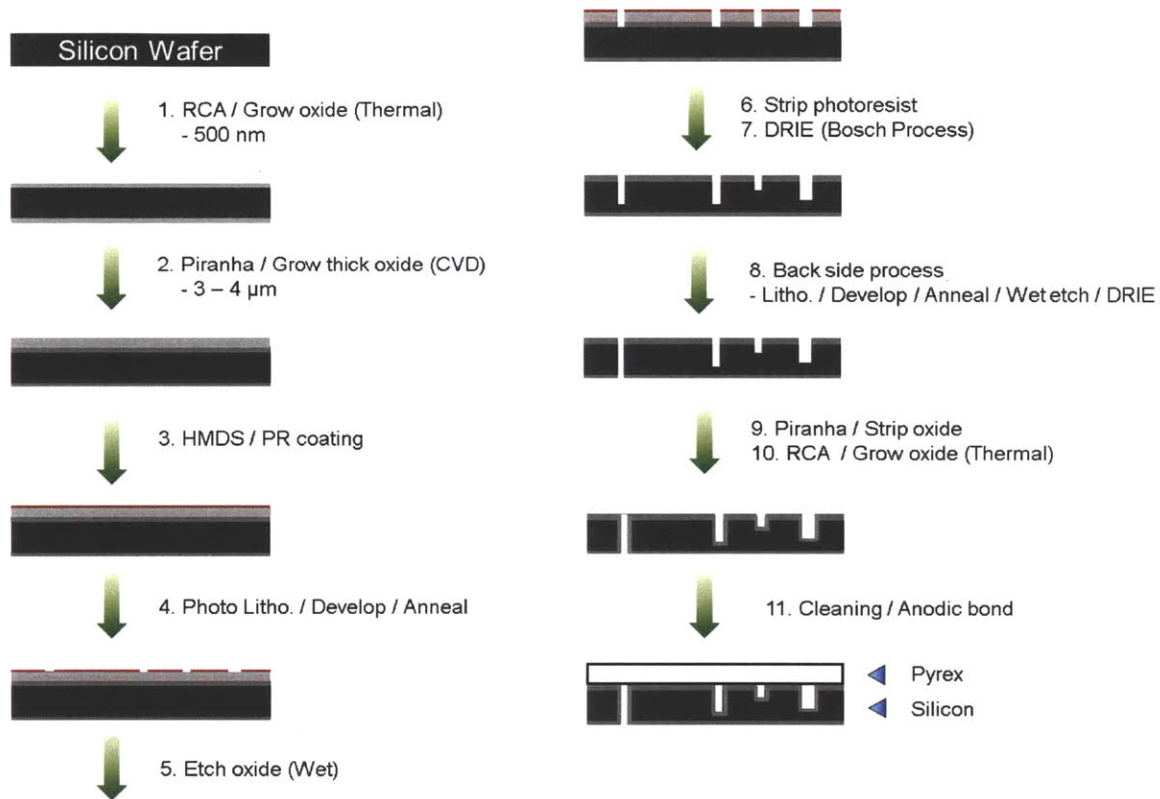 Silicon Wafer
1. RCA / Grow oxide (Thermal)
- 500 nm
2. Piranha / Grow thick oxide (CVD)
- 3 – 4 µm
3. HMDS / PR coating
4. Photo Litho. / Develop / Anneal
5. Etch oxide (Wet)
6. Strip photoresist
7. DRIE (Bosch Process)
8. Back side process
- Litho. / Develop / Anneal / Wet etch / DRIE
9. Piranha / Strip oxide
10. RCA / Grow oxide (Thermal)
11. Cleaning / Anodic bond
Pyrex
Silicon